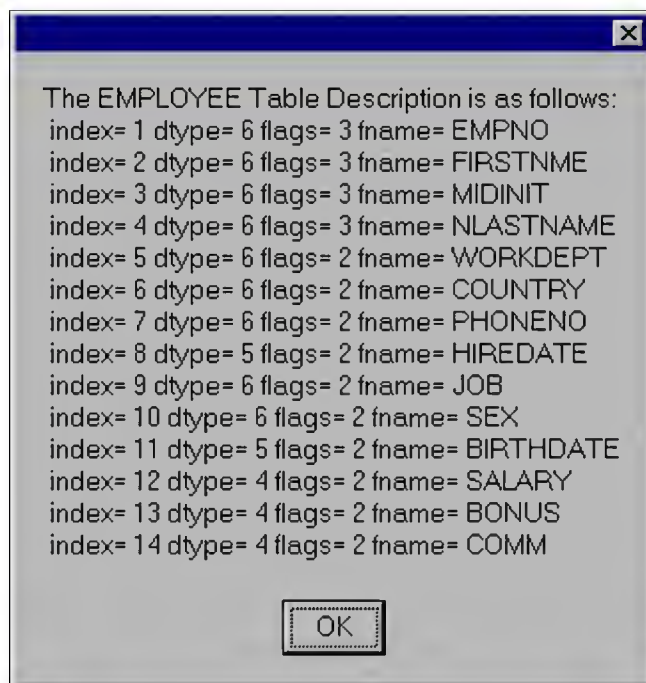 The EMPLOYEE Table Description is as follows:
index= 1 dtype= 6 flags= 3 fname= EMPNO
index= 2 dtype= 6 flags= 3 fname= FIRSTNME
index= 3 dtype= 6 flags= 3 fname= MIDINIT
index= 4 dtype= 6 flags= 3 fname= NLASTNAME
index= 5 dtype= 6 flags= 2 fname= WORKDEPT
index= 6 dtype= 6 flags= 2 fname= COUNTRY
index= 7 dtype= 6 flags= 2 fname= PHONENO
index= 8 dtype= 5 flags= 2 fname= HIREDATE
index= 9 dtype= 6 flags= 2 fname= JOB
index= 10 dtype= 6 flags= 2 fname= SEX
index= 11 dtype= 5 flags= 2 fname= BIRTHDATE
index= 12 dtype= 4 flags= 2 fname= SALARY
index= 13 dtype= 4 flags= 2 fname= BONUS
index= 14 dtype= 4 flags= 2 fname= COMM
OK